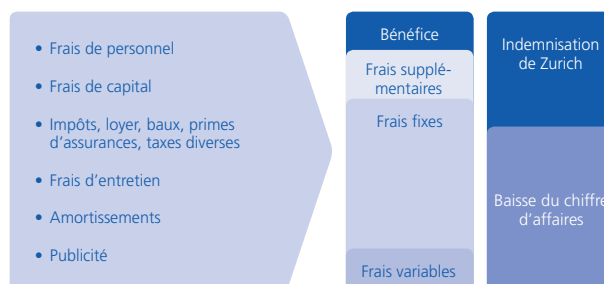 • Frais de personnel
• Frais de capital
• Impôts, loyer, baux, primes
d'assurances, taxes diverses
• Frais d'entretien
• Amortissements
• Publicité
Bénéfice
Frais supplé-
mentaires
Frais fixes
Frais variables
Indemnisation
de Zurich
Baisse du chiffre
d'affaires